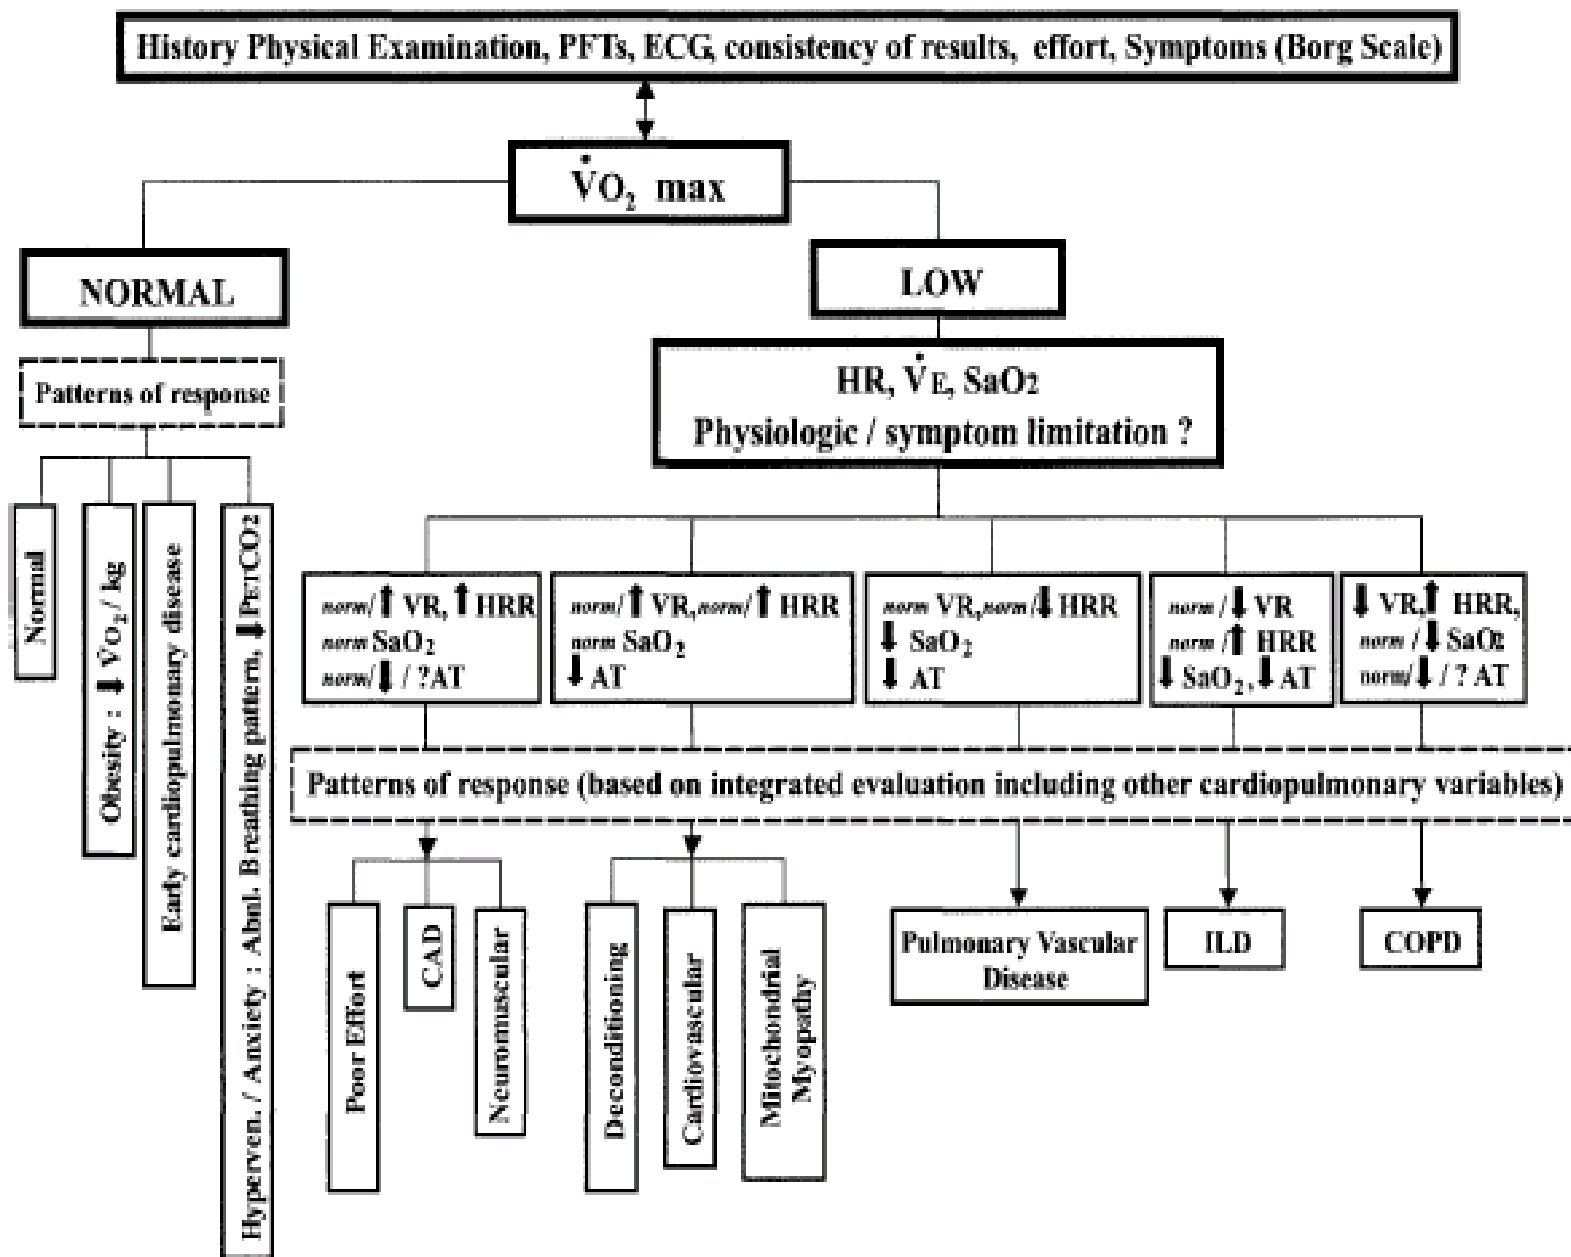 History Physical Examination, PFTs, ECG, consistency of results, effort, Symptoms (Borg Scale)
V̇O₂ max
NORMAL
LOW
Patterns of response
HR, V̇E, SaO₂
Physiologic / symptom limitation ?
Normal
Obesity : ⬇ V̇O₂ / kg
Early cardiopulmonary disease
Hyperven. / Anxiety : Abnl. Breathing pattern, ⬇PETCO₂
norm/⬆ VR, ⬆HRR
norm SaO₂
norm/⬇ / ?AT
norm/⬆ VR, norm/⬆ HRR
norm SaO₂
⬇ AT
norm VR, norm/⬇ HRR
⬇ SaO₂
⬇ AT
norm/⬇ VR
norm/⬆ HRR
⬇SaO₂, ⬇AT
⬇ VR, ⬆ HRR,
norm /⬇ SaO₂
norm/⬇ / ? AT
Patterns of response (based on integrated evaluation including other cardiopulmonary variables)
Poor Effort
CAD
Neuromuscular
Deconditioning
Cardiovascular
Mitochondrial
Myopathy
Pulmonary Vascular
Disease
ILD
COPD